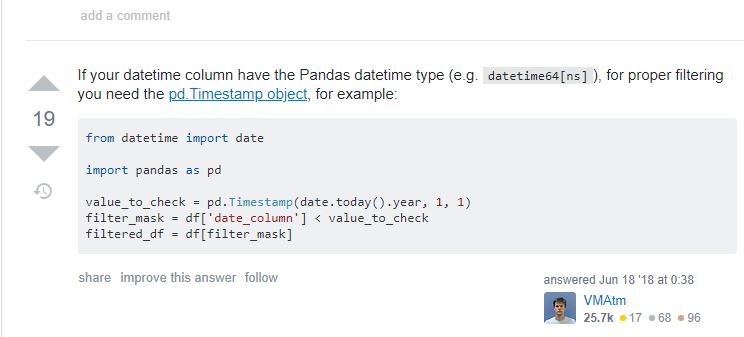 add a comment
If your datetime column have the Pandas datetime type (e.g. datetime64[ns] ), for proper filtering
you need the pd.Timestamp object, for example:
19
from datetime import date
import pandas as pd
value_to_check = pd.Timestamp(date.today().year, 1, 1)
filter_mask = df['date_column'] < value_to_check
filtered_df = df[filter_mask]
share improve this answer follow
answered Jun 18 '18 at 0:38
VMAtm
25.7k 17 68 96